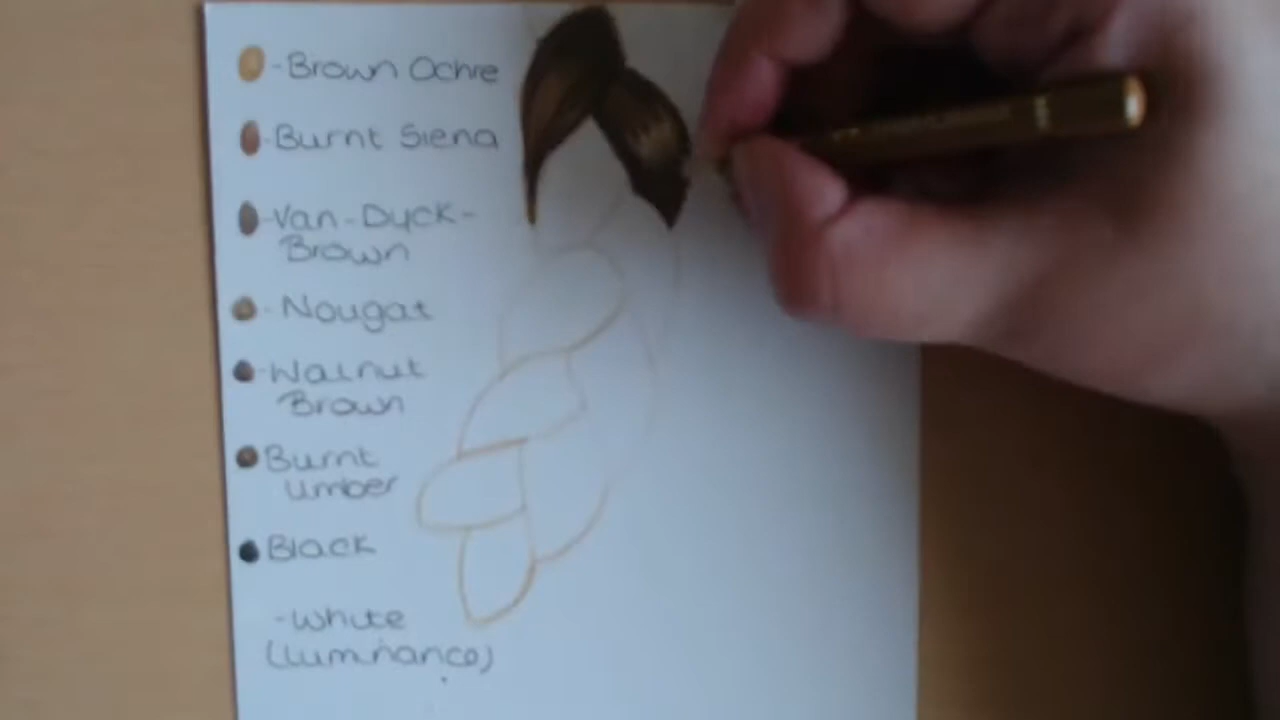 -Brown Ochre
-Burnt Siena
-Van-Dyck-
Brown
- Nougat
-Walnut
Brown
Burnt
umber
Black
-White
(Luminance)